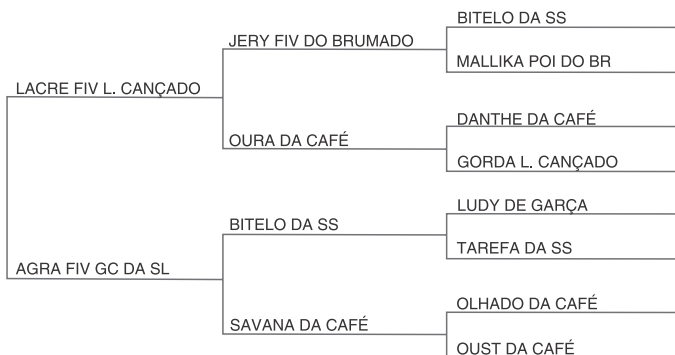 BITELO DA SS
JERY FIV DO BRUMADO
MALLIKA POI DO BR
LACRE FIV L. CANÇADO
DANTHE DA CAFÉ
OURA DA CAFÉ
GORDA L. CANÇADO
LUDY DE GARÇA
BITELO DA SS
TAREFA DA SS
AGRA FIV GC DA SL
OLHADO DA CAFÉ
SAVANA DA CAFÉ
OUST DA CAFÉ